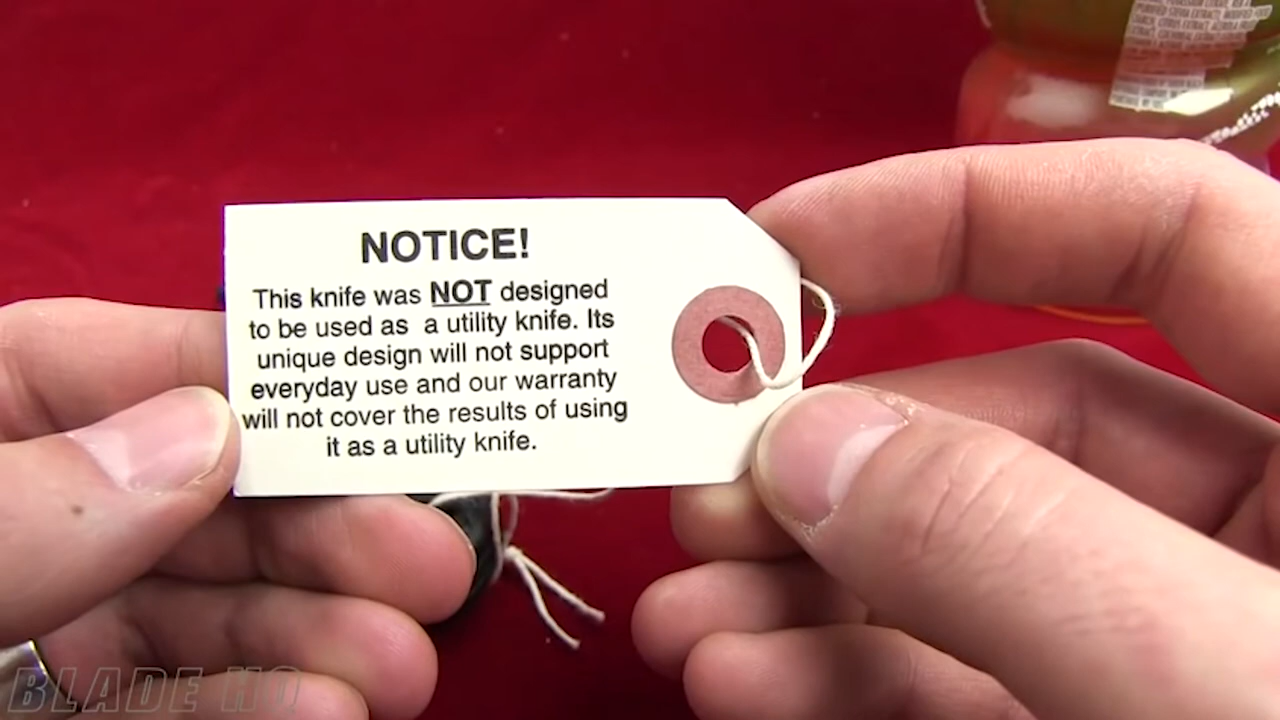 NOTICE!
This knife was NOT designed
to be used as a utility knife. Its
unique design will not support
everyday use and our warranty
will not cover the results of using
it as a utility knife.
BLADE HQ